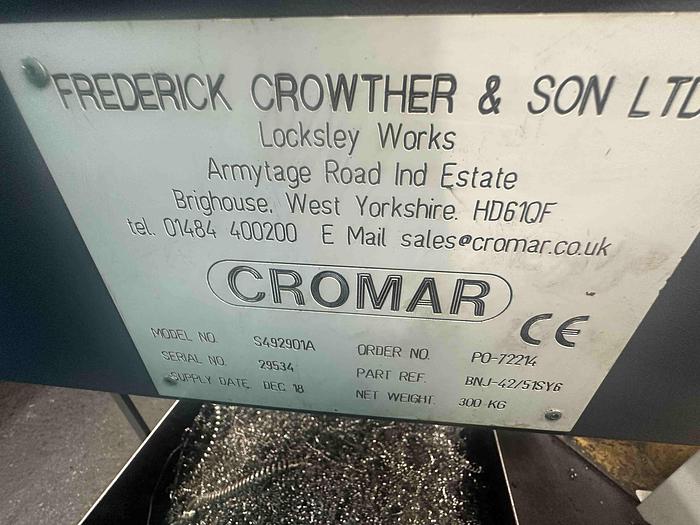 FREDERICK CROWTHER & SON LTD
Locksley Works
Armytage Road Ind Estate
Brighouse. West Yorkshire. HD61QF
tel. 01484 400200 E Mail sales@cromar.co.uk
CROMAR
CE
MODEL NO. S492901A
SERIAL NO. 29534
SUPPLY DATE. DEC 18
ORDER NO. PO-72214
PART REF. BNJ-42/51SY6
NET WEIGHT. 300 KG